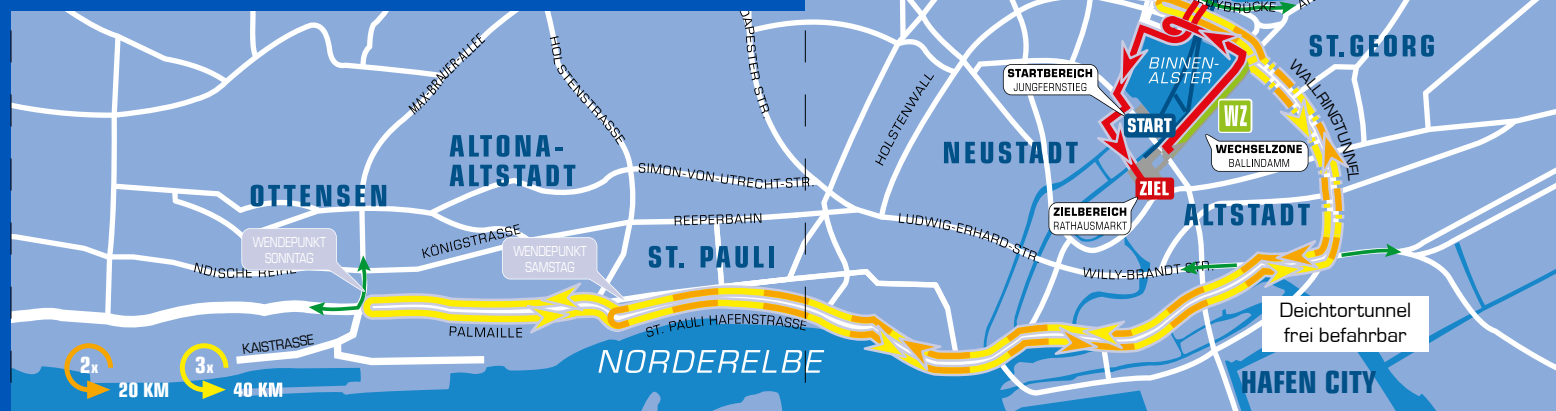 MAX-BRAUER-ALLEE
HOLSTENSTRASSE
HOLSTENWALL
BINNEN-
ALSTER
ST. GEORG
WALLRINGTUNNEL
STARTBEREICH
JUNGFERNSTIEG
START
WZ
WECHSELZONE
BALLINDAMM
NEUSTADT
ZIEL
ZIELBEREICH
RATHAUSMARKT
ALTSTADT
ALTONA-
ALTSTADT
OTTENSEN
SIMON-VON-UTRECHT-STR.
REEPERBAHN
LUDWIG-ERHARD-STR.
WILLY-BRANDT-STR.
KÖNIGSTRASSE
WENDEPUNKT
SONNTAG
WENDEPUNKT
SAMSTAG
ST. PAULI
PALMAILLE
ST. PAULI HAFENSTRASSE
KAISTRASSE
NORDERELBE
Deichtortunnel
frei befahrbar
HAFEN CITY
2x
20 KM
3x
40 KM